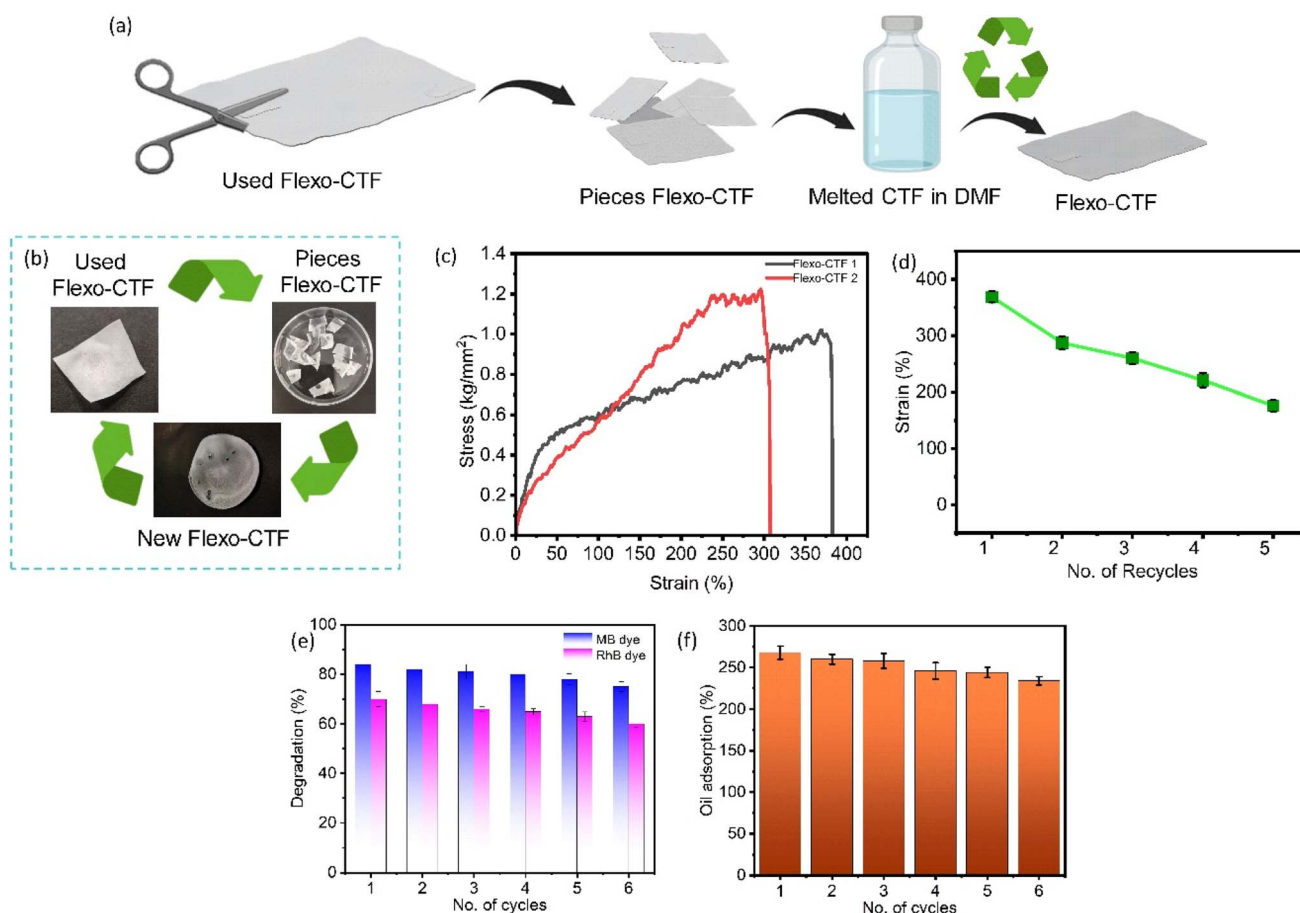 (a)
Used Flexo-CTF
Pieces Flexo-CTF
Melted CTF in DMF
Flexo-CTF
(b)
Used
Flexo-CTF
Pieces
Flexo-CTF
New Flexo-CTF
(c)
Flexo-CTF 1
Flexo-CTF 2
Stress (kg/mm²)
1.4
1.2
1.0
0.8
0.6
0.4
0.2
0.0
0 50 100 150 200 250 300 350 400
Strain (%)
(d)
Strain (%)
400
300
200
100
0
1 2 3 4 5
No. of Recycles
(e)
MB dye
RhB dye
Degradation (%)
100
80
60
40
20
0
1 2 3 4 5 6
No. of cycles
(f)
Oil adsorption (%)
300
250
200
150
100
50
0
1 2 3 4 5 6
No. of cycles